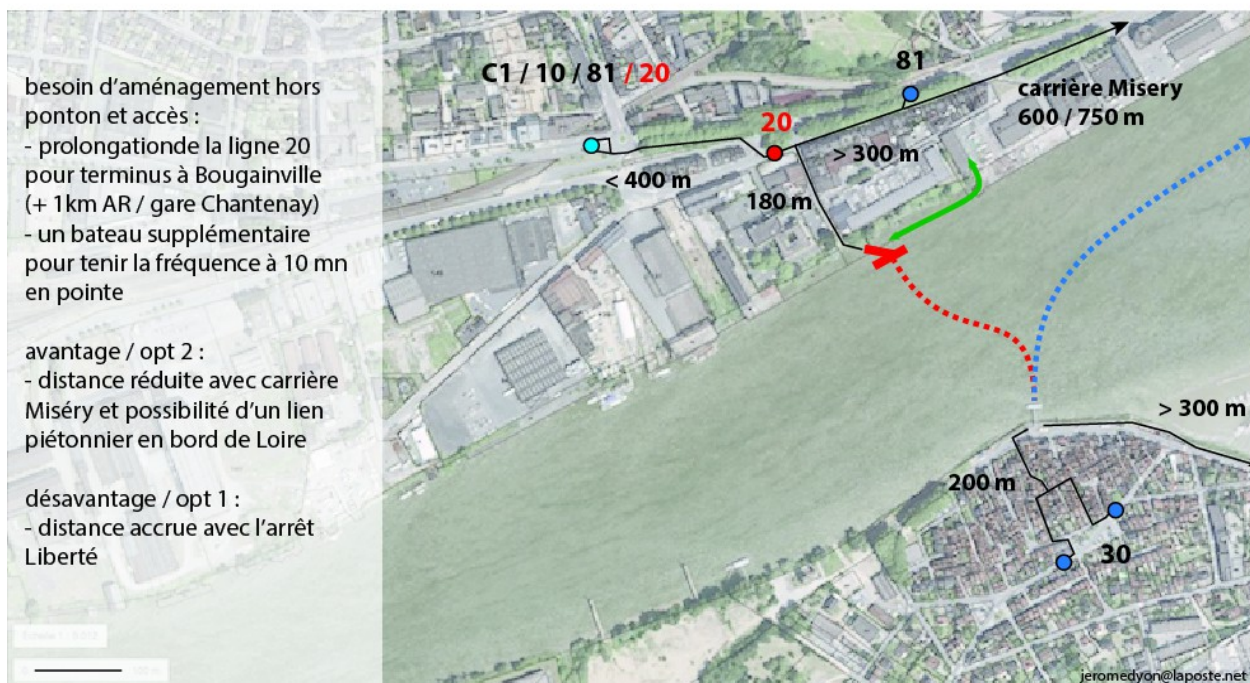 besoin d’aménagement hors
ponton et accès :
- prolongationde la ligne 20
pour terminus à Bougainville
(+ 1km AR / gare Chantenay)
- un bateau supplémentaire
pour tenir la fréquence à 10 mn
en pointe
avantage / opt 2 :
- distance réduite avec carrière
Miséry et possibilité d’un lien
piétonnier en bord de Loire
désavantage / opt 1 :
- distance accrue avec l’arrêt
Liberté
C1 / 10 / 81 / 20
81
carrière Misery
600 / 750 m
20
> 300 m
< 400 m
180 m
> 300 m
200 m
30
100 m
jeromedyon@laposte.net